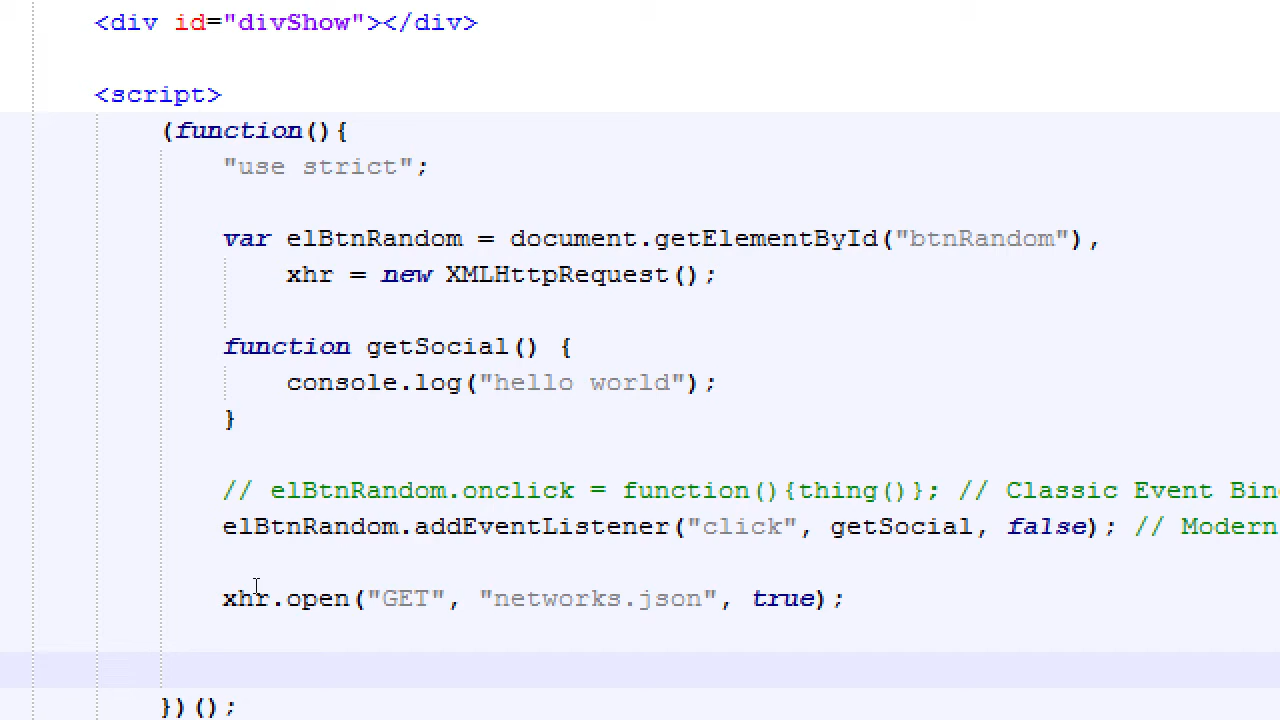 <div id="divShow"></div>
<script>
(function(){
"use strict";
var elBtnRandom = document.getElementById("btnRandom"),
xhr = new XMLHttpRequest();
function getSocial() {
console.log("hello world");
}
// elBtnRandom.onclick = function(){thing()}; // Classic Event Bin
elBtnRandom.addEventListener("click", getSocial, false); // Modern
xhr.open("GET", "networks.json", true);
})();